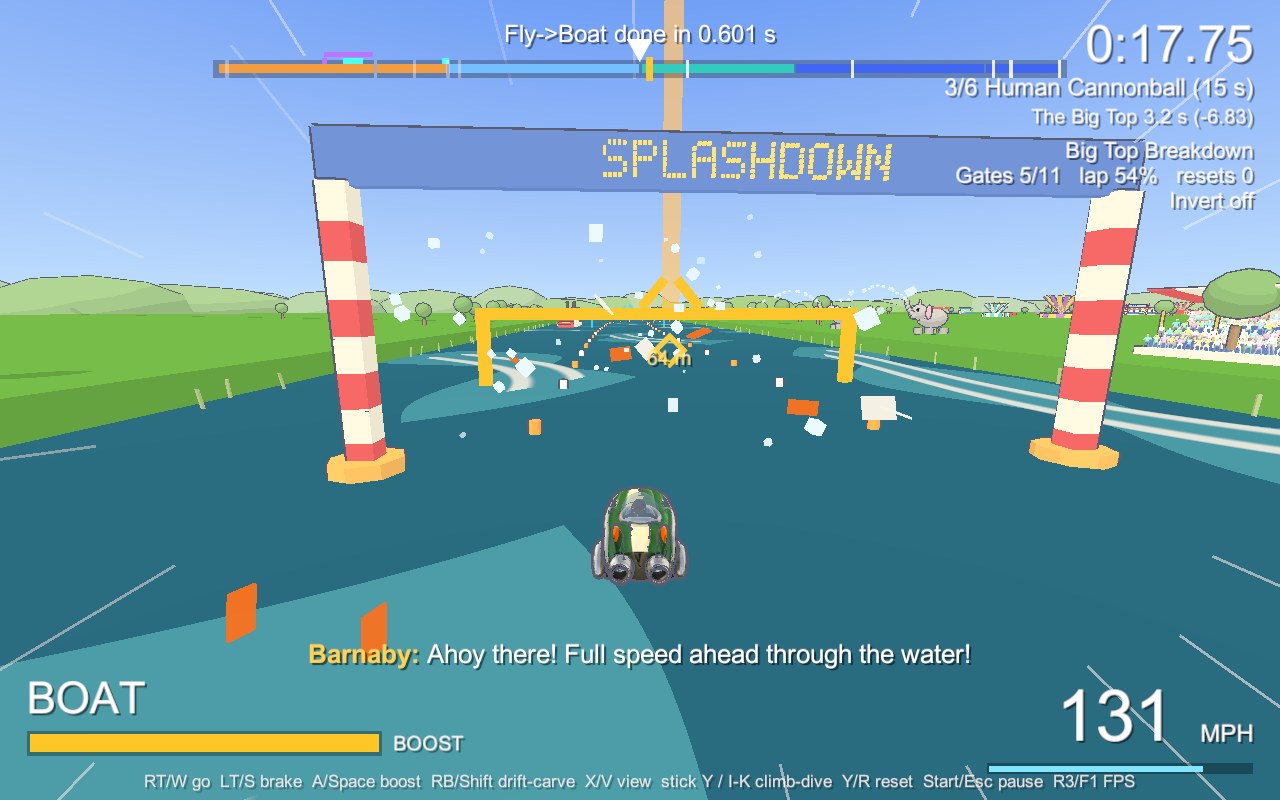 Fly->Boat done in 0.601 s
0:17.75
3/6 Human Cannonball (15 s)
The Big Top 3.2 s (-6.83)
SPLASHDOWN
Big Top Breakdown
Gates 5/11 lap 54% resets 0
Invert off
64 m
Barnaby: Ahoy there! Full speed ahead through the water!
BOAT
BOOST
131 MPH
RT/W go LT/S brake A/Space boost RB/Shift drift-carve X/V view stick Y / I-K climb-dive Y/R reset Start/Esc pause R3/F1 FPS